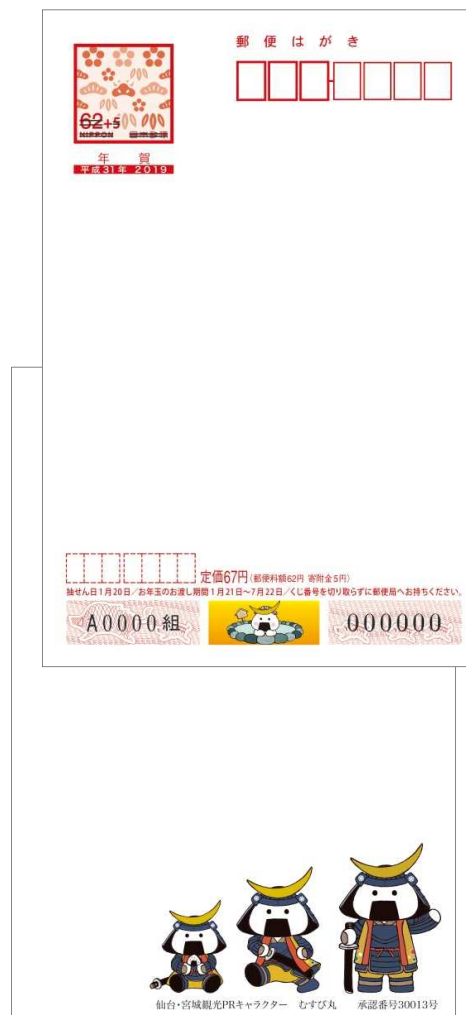 郵便はがき
62+5
NIPPON 日本郵便
年 賀
平成31年 2019
定価67円(郵便料額62円 寄附金5円)
抽せん日1月20日/お年玉のお渡し期間1月21日~7月22日/くじ番号を切り取らずに郵便局へお持ちください。
A0000組
000000
仙台・宮城観光PRキャラクター むすび丸 承認番号30013号